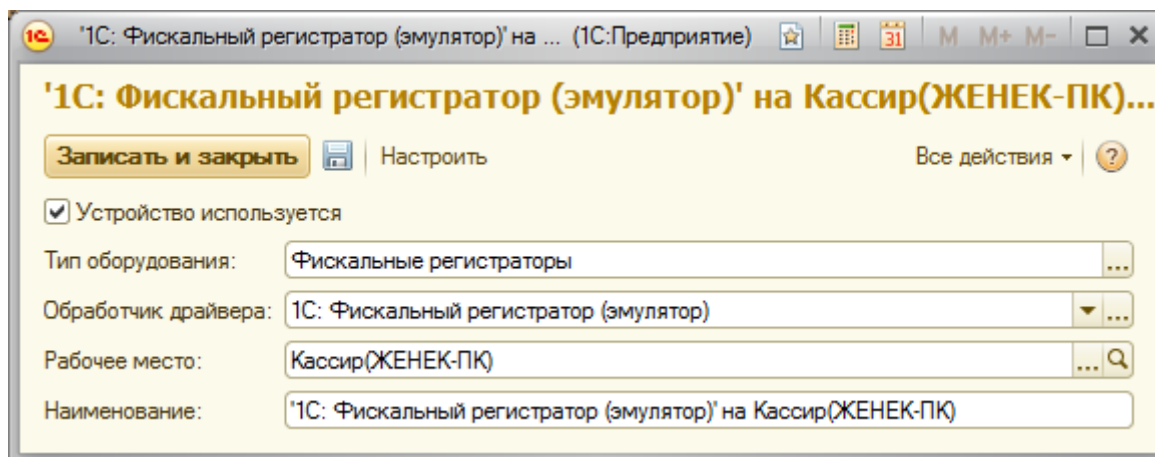 1С '1С: Фискальный регистратор (эмулятор)' на ... (1С:Предприятие) 31 M M+ M-
'1С: Фискальный регистратор (эмулятор)' на Кассир(ЖЕНЕК-ПК)...
Записать и закрыть Настроить Все действия ?
Устройство используется
Тип оборудования: Фискальные регистраторы ...
Обработчик драйвера: 1С: Фискальный регистратор (эмулятор) ...
Рабочее место: Кассир(ЖЕНЕК-ПК) ...
Наименование: '1С: Фискальный регистратор (эмулятор)' на Кассир(ЖЕНЕК-ПК)